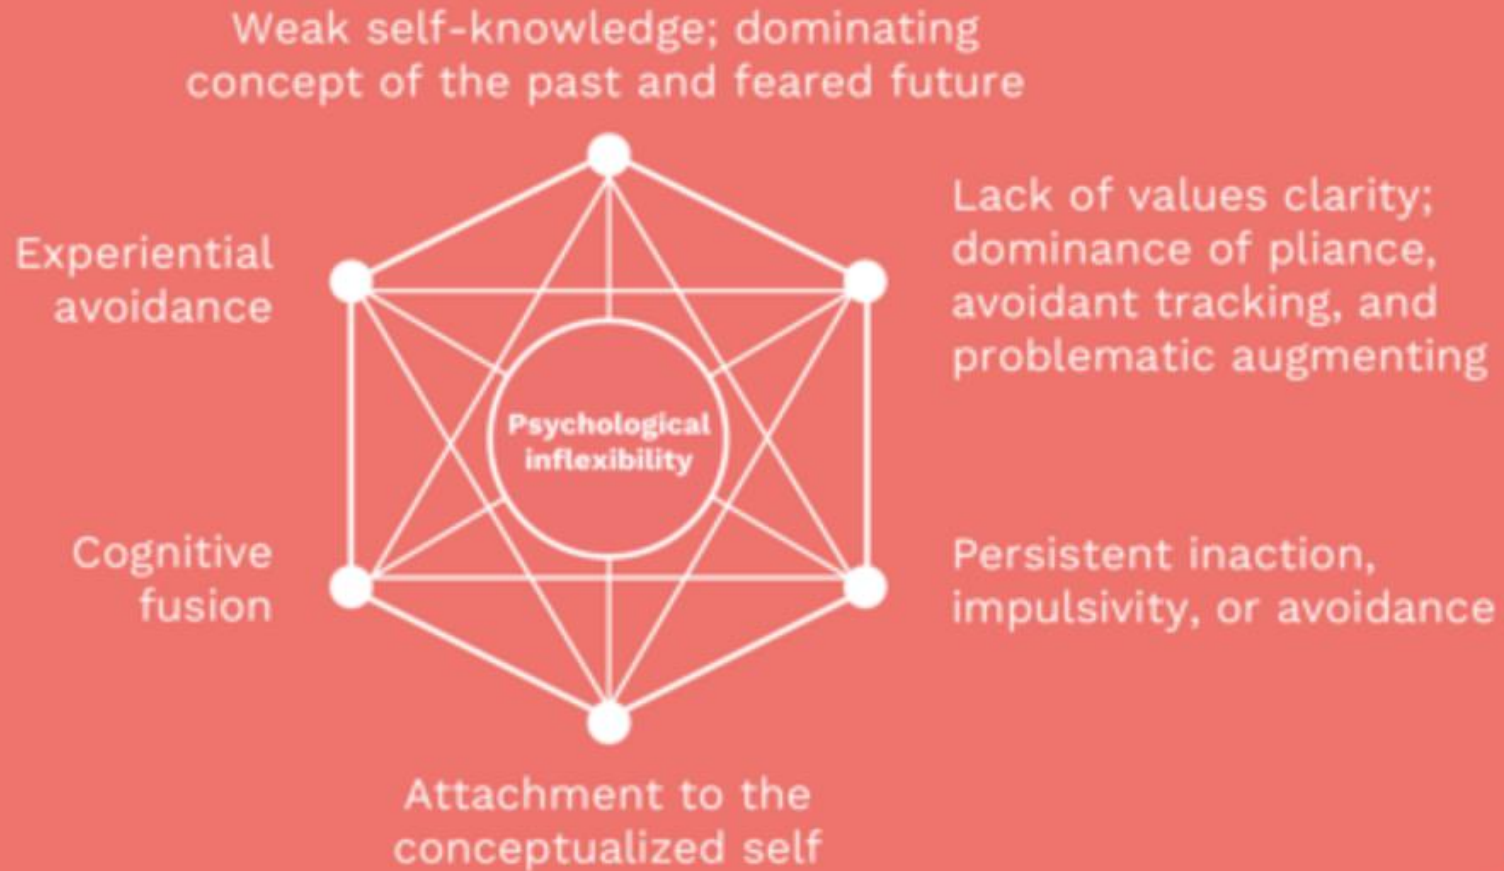 Weak self-knowledge; dominating
concept of the past and feared future
Experiential
avoidance
Lack of values clarity;
dominance of pliance,
avoidant tracking, and
problematic augmenting
Psychological
inflexibility
Cognitive
fusion
Persistent inaction,
impulsivity, or avoidance
Attachment to the
conceptualized self